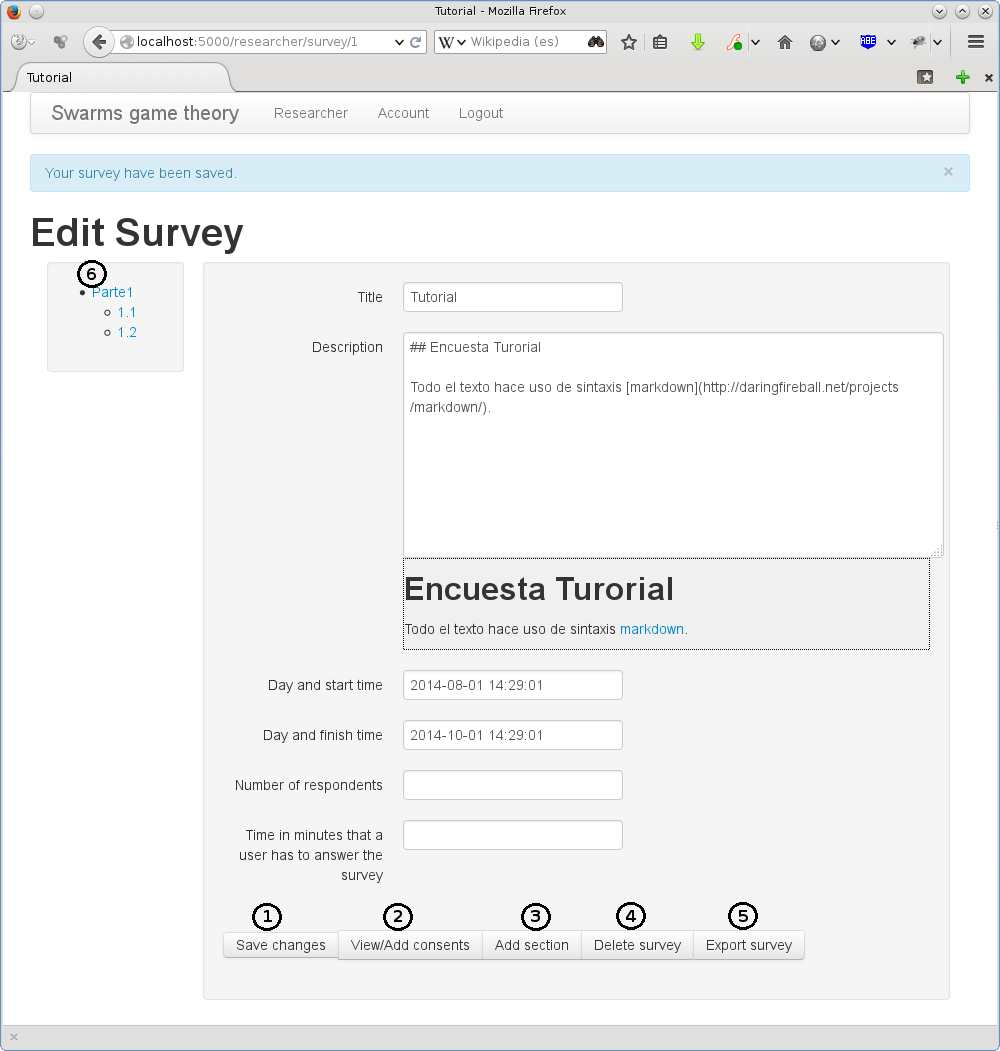 Tutorial - Mozilla Firefox
localhost:5000/researcher/survey/1
W Wikipedia (es)
ABE
Tutorial
Swarms game theory Researcher Account Logout
Your survey have been saved. ×
Edit Survey
6
Parte1
1.1
1.2
Title Tutorial
Description ## Encuesta Turorial
Todo el texto hace uso de sintaxis [markdown](http://daringfireball.net/projects
/markdown/).
Encuesta Turorial
Todo el texto hace uso de sintaxis markdown.
Day and start time 2014-08-01 14:29:01
Day and finish time 2014-10-01 14:29:01
Number of respondents
Time in minutes that a
user has to answer the
survey
1 2 3 4 5
Save changes View/Add consents Add section Delete survey Export survey